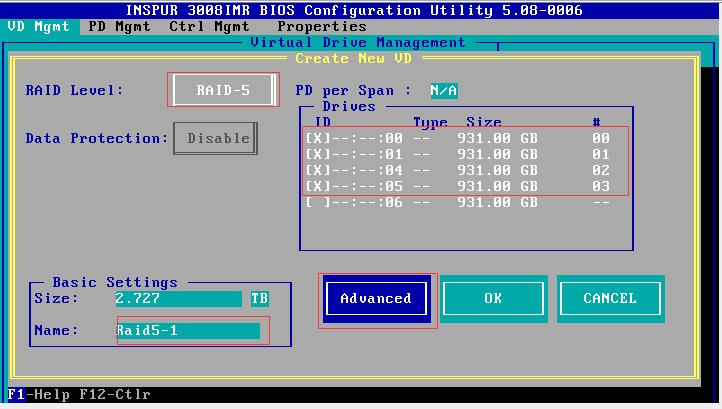 INSPUR 3008IMR BIOS Configuration Utility 5.08-0006
VD Mgmt PD Mgmt Ctrl Mgmt Properties
Virtual Drive Management
Create New VD
RAID Level: RAID-5 PD per Span : N/A
Drives
ID Type Size #
Data Protection: Disable
[X]--:--:00 -- 931.00 GB 00
[X]--:--:01 -- 931.00 GB 01
[X]--:--:04 -- 931.00 GB 02
[X]--:--:05 -- 931.00 GB 03
[ ]--:--:06 -- 931.00 GB --
Basic Settings
Size: 2.727 TB
Name: Raid5-1
Advanced OK CANCEL
F1-Help F12-Ctlr